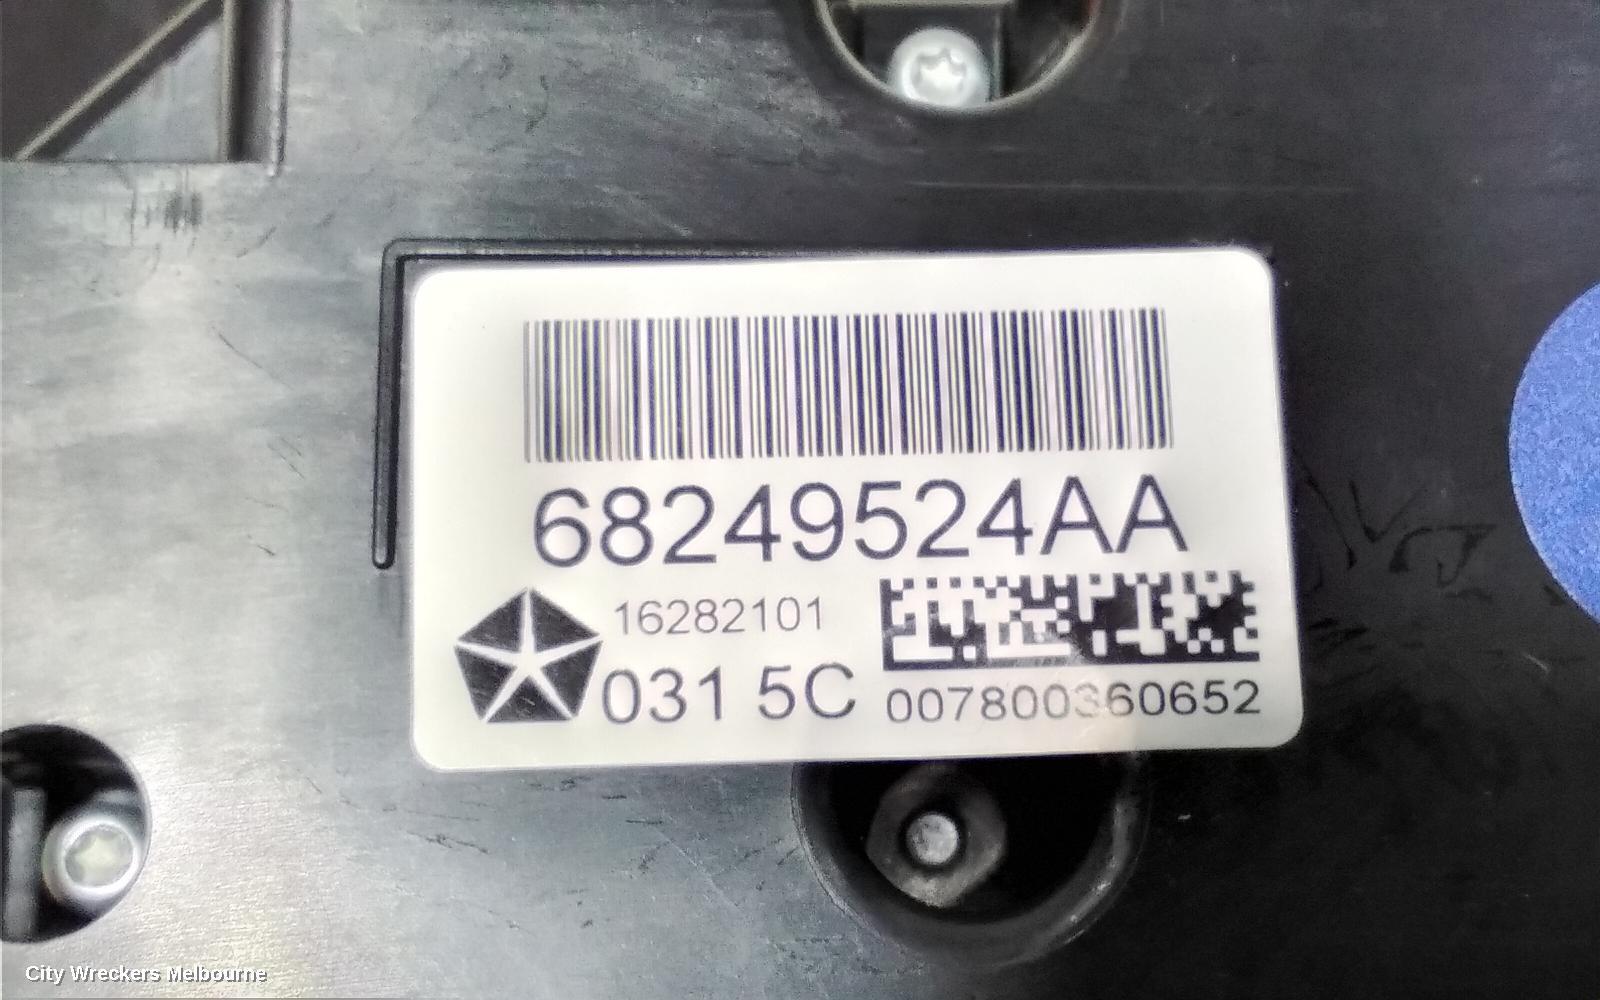 68249524AA
16282101
031 5C
007800360652
City Wreckers Melbourne